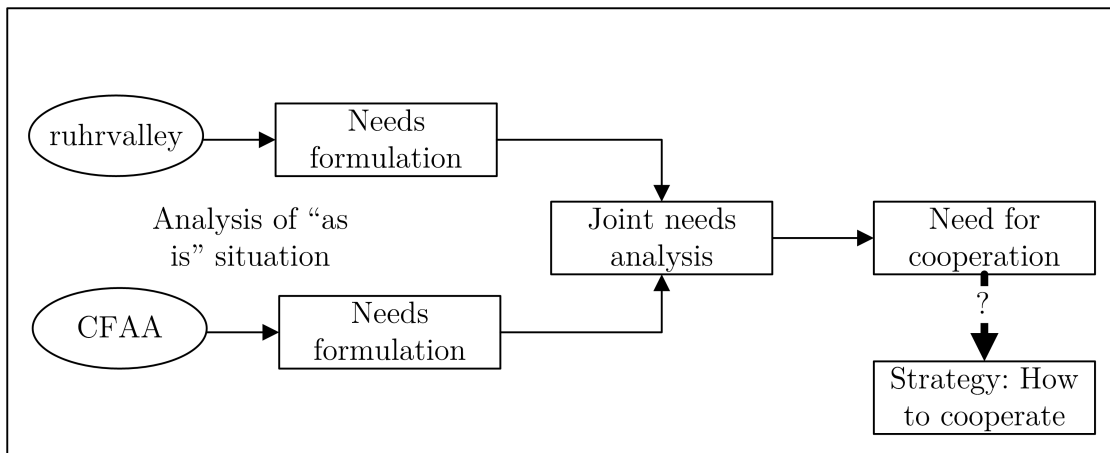 ruhrvalley
Needs
formulation
Analysis of “as
is” situation
Joint needs
analysis
Need for
cooperation
CFAA
Needs
formulation
?
Strategy: How
to cooperate